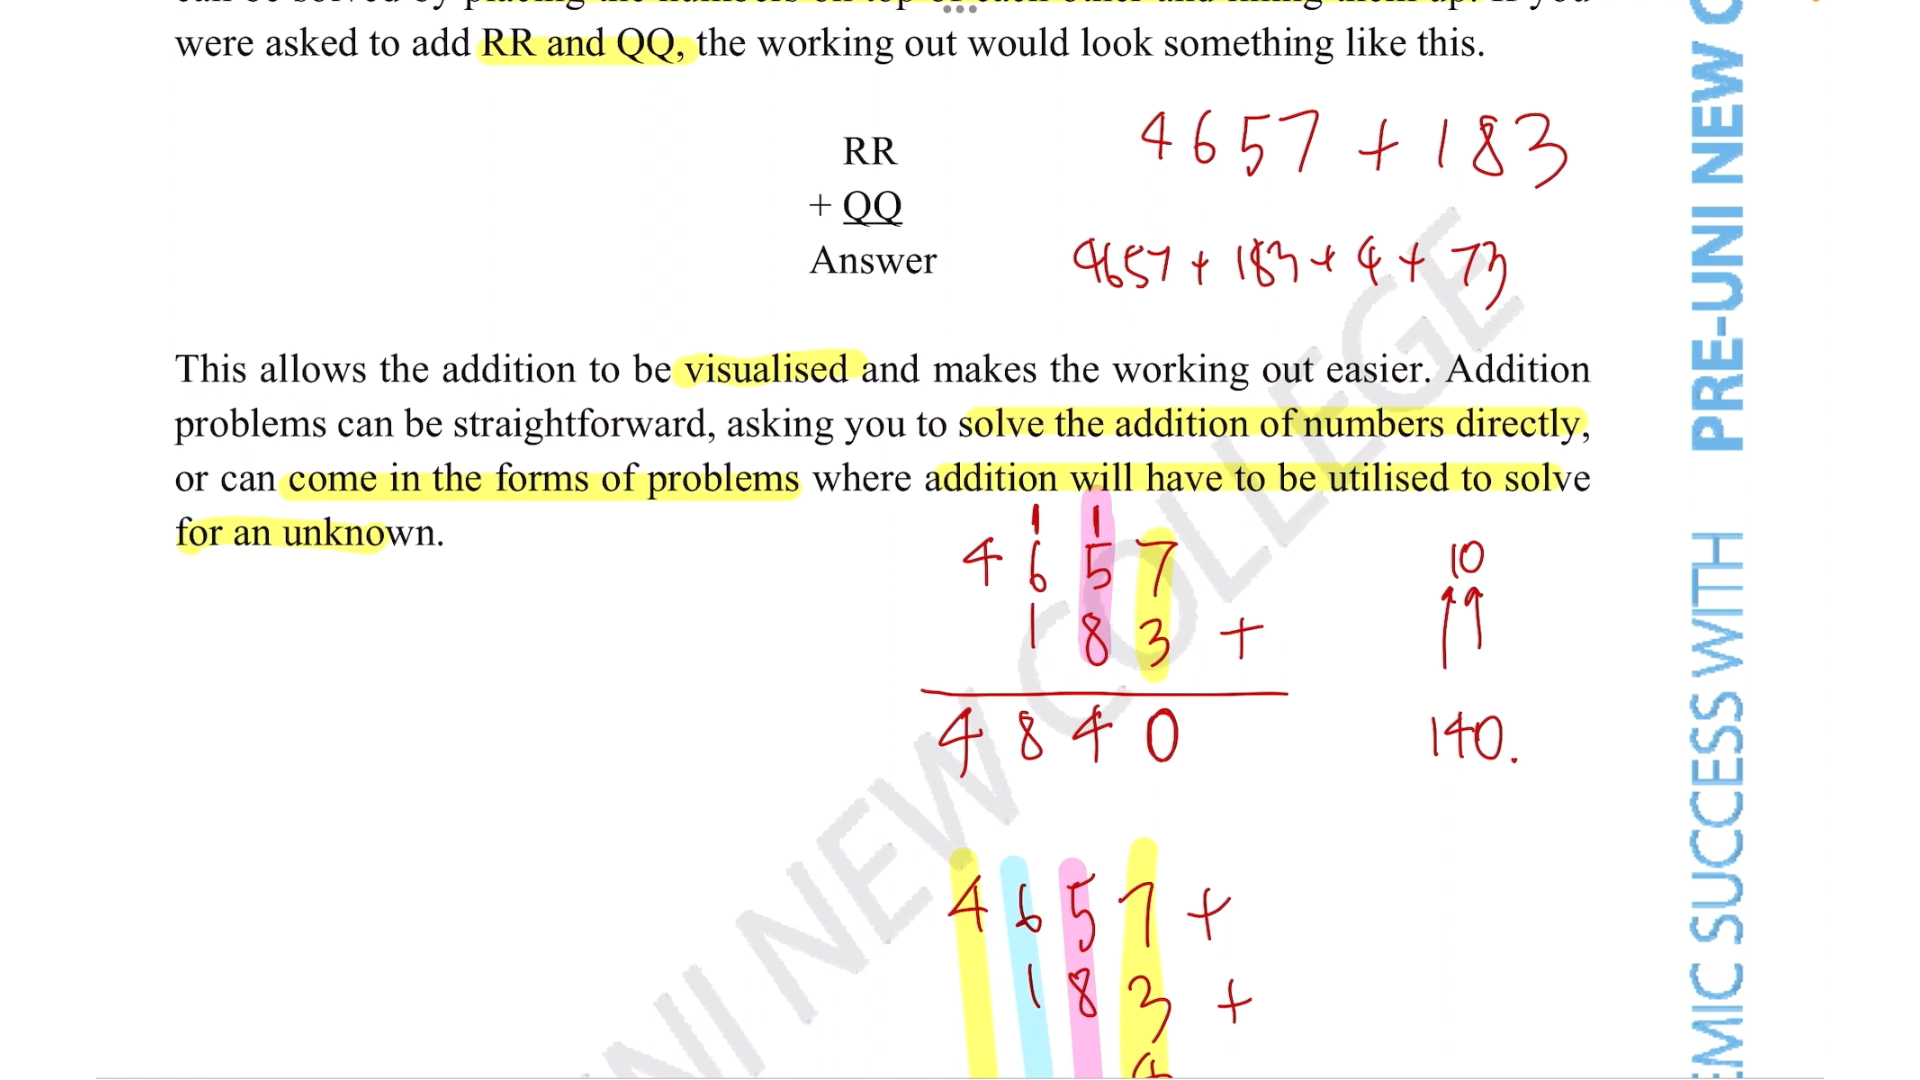 were asked to add RR and QQ, the working out would look something like this.
RR
+ QQ
Answer
4657 + 183
4657 + 183 + 4 + 73
This allows the addition to be visualised and makes the working out easier. Addition
problems can be straightforward, asking you to solve the addition of numbers directly,
or can come in the forms of problems where addition will have to be utilised to solve
for an unknown.
1 1
4 6 5 7
1 8 3 +
4 8 4 0
10
140.
4 6 5 7 +
1 8 3 +
NI NEW COLLEGE
EMIC SUCCESS WITH PRE-UNI NEW C